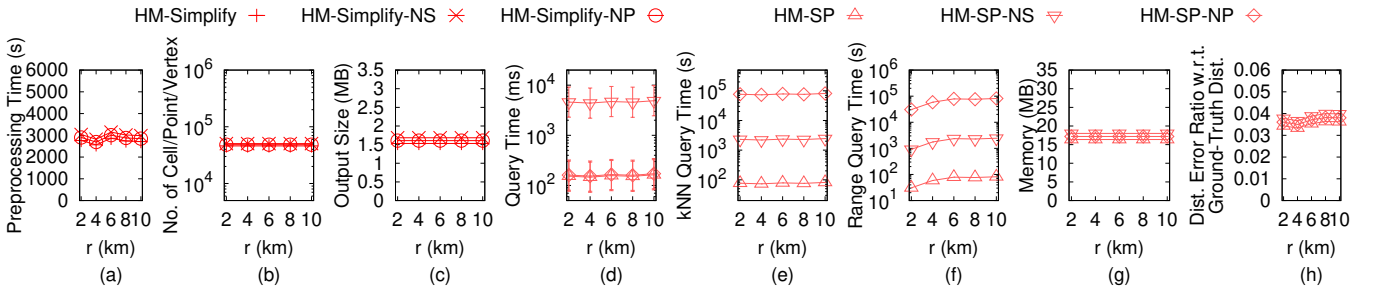 HM-Simplify HM-Simplify-NS HM-Simplify-NP HM-SP HM-SP-NS HM-SP-NP
Preprocessing Time (s)
6000
5000
4000
3000
2000
1000
0
2 4 6 8 10
r (km)
(a)
No. of Cell/Point/Vertex
10^6
10^5
10^4
2 4 6 8 10
r (km)
(b)
Output Size (MB)
3.5
3
2.5
2
1.5
1
0.5
0
2 4 6 8 10
r (km)
(c)
Query Time (ms)
10^4
10^3
10^2
2 4 6 8 10
r (km)
(d)
kNN Query Time (s)
10^5
10^4
10^3
10^2
2 4 6 8 10
r (km)
(e)
Range Query Time (s)
10^6
10^5
10^4
10^3
10^2
10^1
2 4 6 8 10
r (km)
(f)
Memory (MB)
35
30
25
20
15
10
5
0
2 4 6 8 10
r (km)
(g)
Dist. Error Ratio w.r.t.
Ground-Truth Dist.
0.06
0.05
0.04
0.03
0.02
0.01
0
2 4 6 8 10
r (km)
(h)